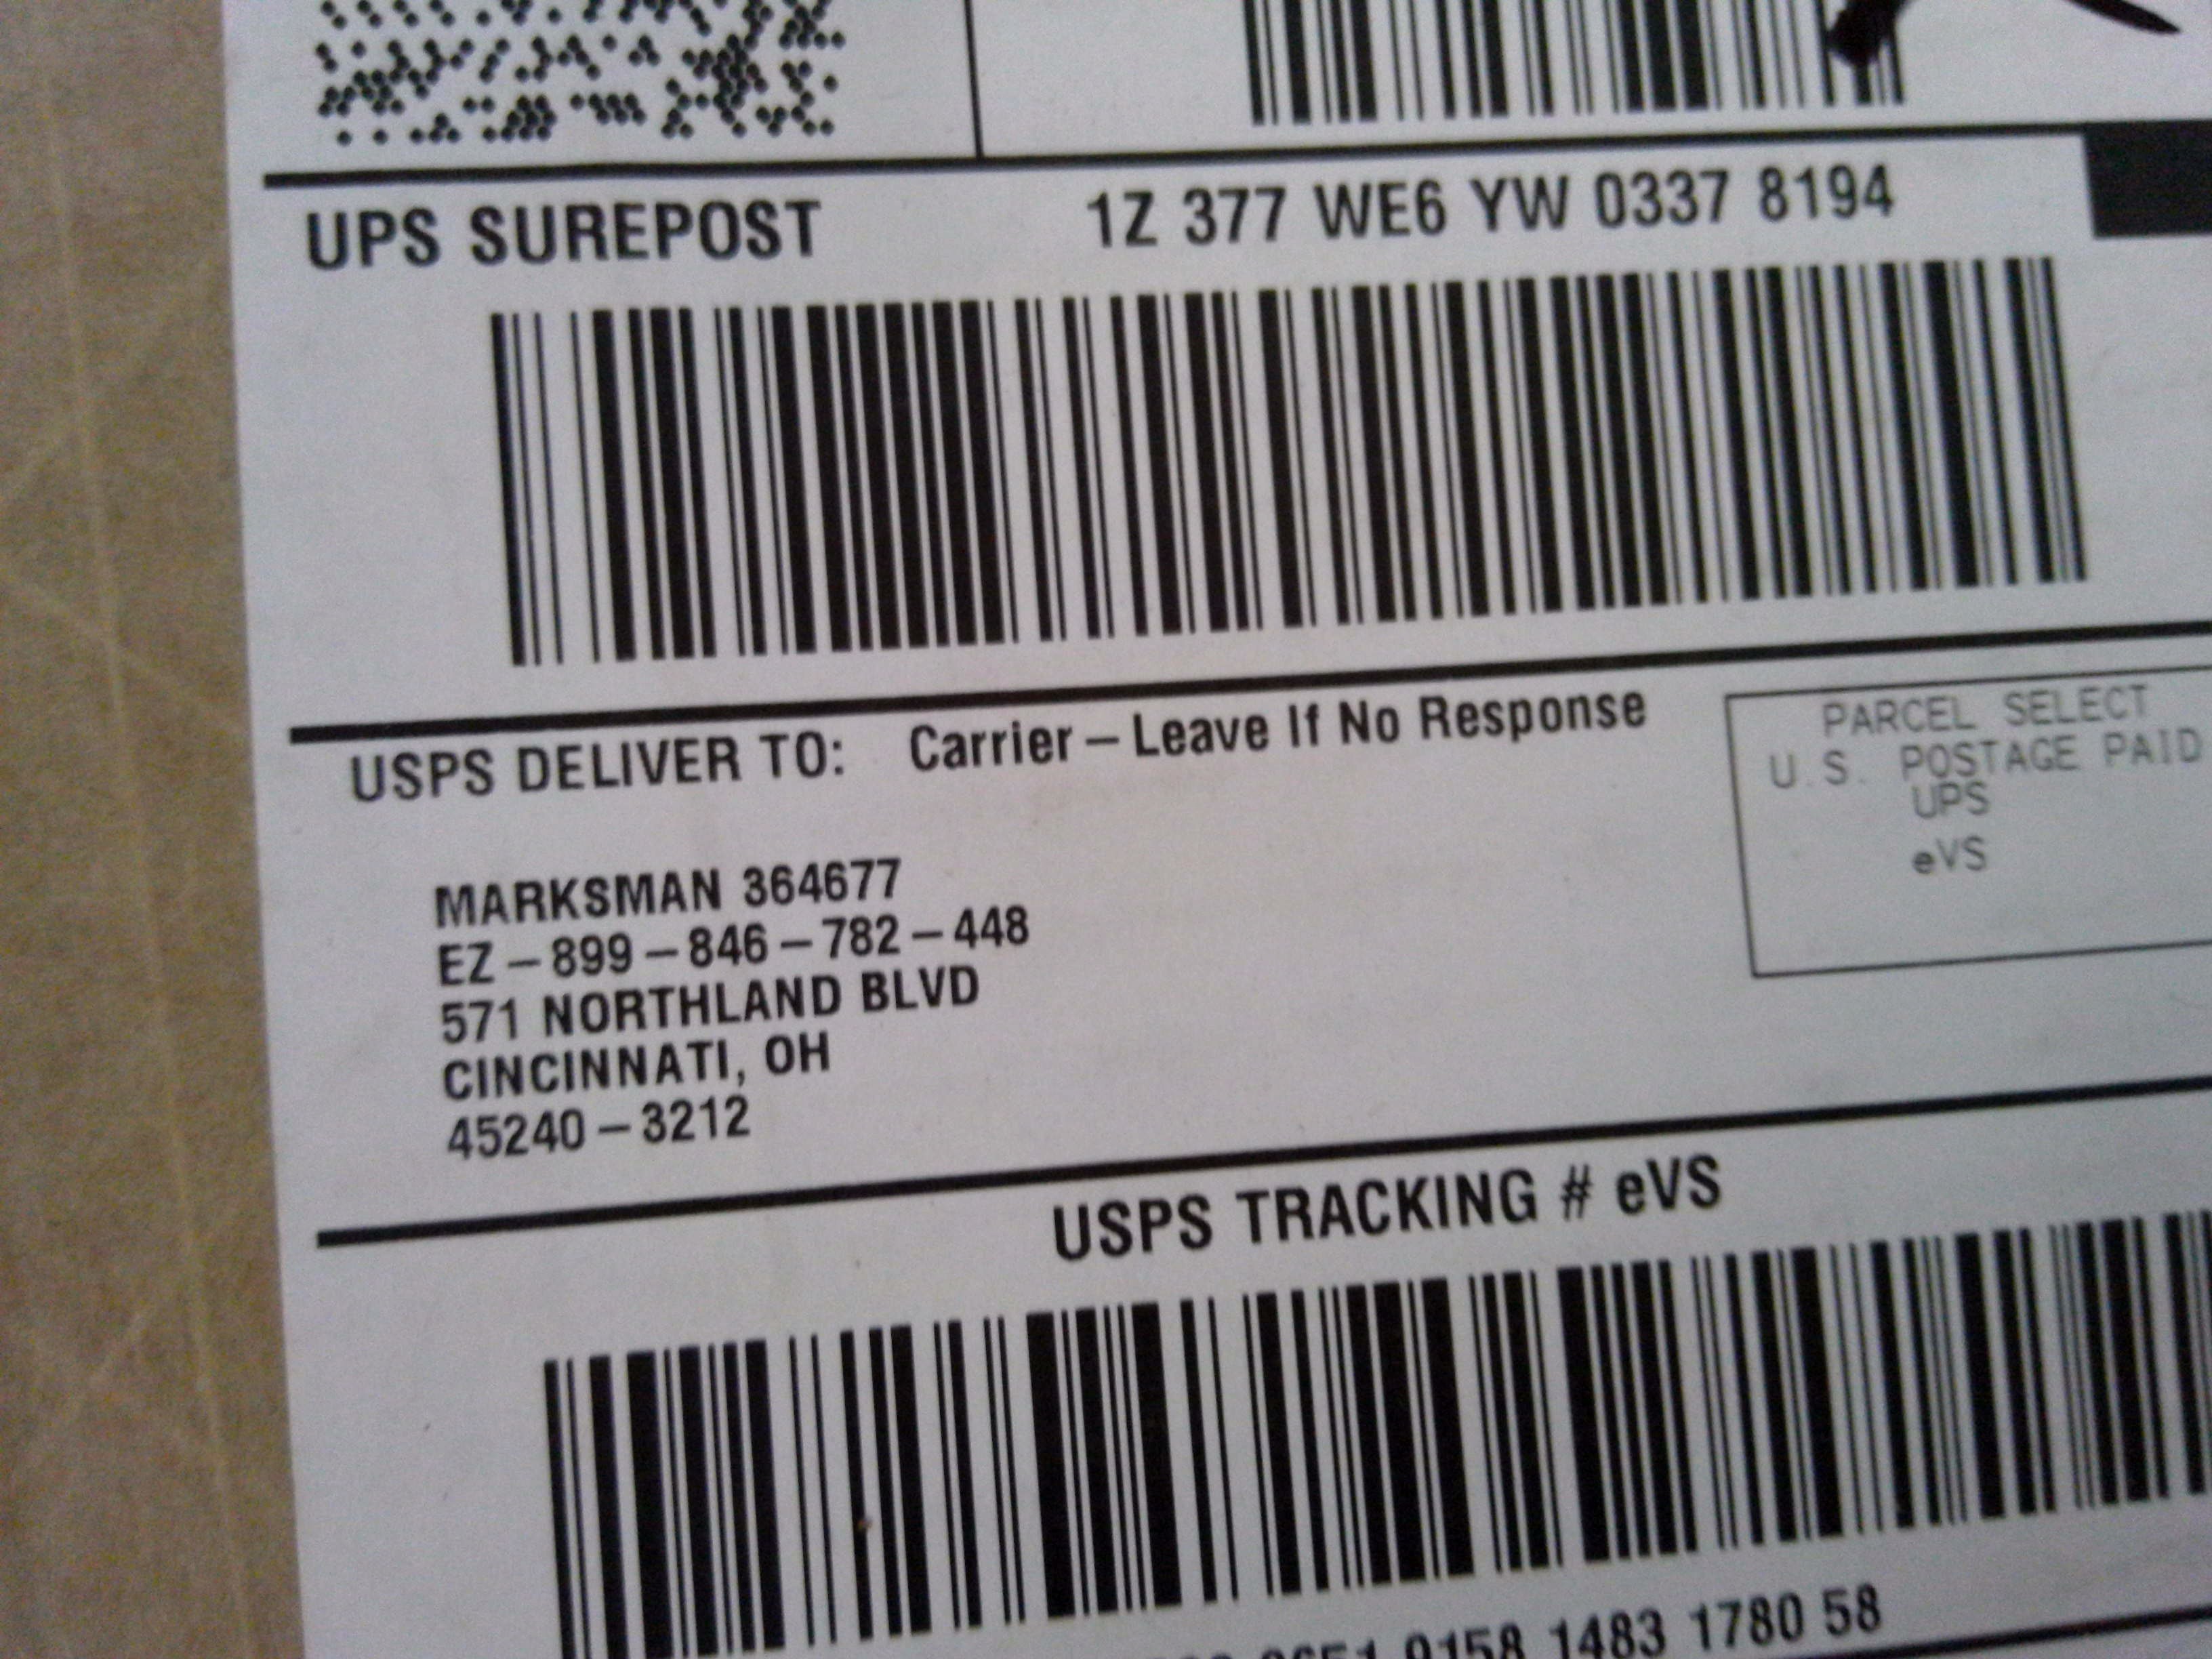 UPS SUREPOST 1Z 377 WE6 YW 0337 8194
USPS DELIVER TO: Carrier – Leave If No Response
PARCEL SELECT
U.S. POSTAGE PAID
UPS
eVS
MARKSMAN 364677
EZ – 899 – 846 – 782 – 448
571 NORTHLAND BLVD
CINCINNATI, OH
45240 – 3212
USPS TRACKING # eVS
9158 1483 1780 58